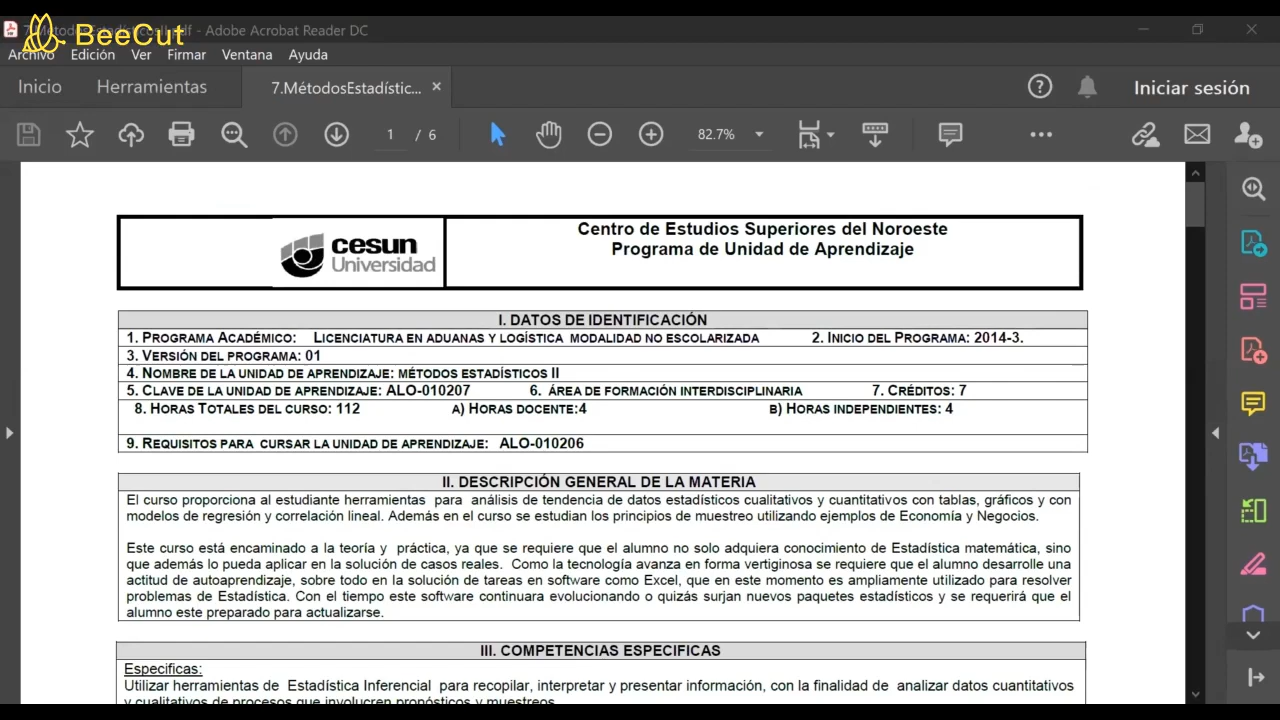 BeeCut
df - Adobe Acrobat Reader DC
Archivo Edición Ver Firmar Ventana Ayuda
Inicio Herramientas 7.MétodosEstadístic... × Iniciar sesión
1 / 6 82.7%
cesun
Universidad
Centro de Estudios Superiores del Noroeste
Programa de Unidad de Aprendizaje
I. DATOS DE IDENTIFICACIÓN
1. PROGRAMA ACADÉMICO: LICENCIATURA EN ADUANAS Y LOGÍSTICA MODALIDAD NO ESCOLARIZADA 2. INICIO DEL PROGRAMA: 2014-3.
3. VERSIÓN DEL PROGRAMA: 01
4. NOMBRE DE LA UNIDAD DE APRENDIZAJE: MÉTODOS ESTADÍSTICOS II
5. CLAVE DE LA UNIDAD DE APRENDIZAJE: ALO-010207 6. ÁREA DE FORMACIÓN INTERDISCIPLINARIA 7. CRÉDITOS: 7
8. HORAS TOTALES DEL CURSO: 112 A) HORAS DOCENTE:4 B) HORAS INDEPENDIENTES: 4
9. REQUISITOS PARA CURSAR LA UNIDAD DE APRENDIZAJE: ALO-010206
II. DESCRIPCIÓN GENERAL DE LA MATERIA
El curso proporciona al estudiante herramientas para análisis de tendencia de datos estadísticos cualitativos y cuantitativos con tablas, gráficos y con
modelos de regresión y correlación lineal. Además en el curso se estudian los principios de muestreo utilizando ejemplos de Economía y Negocios.
Este curso está encaminado a la teoría y práctica, ya que se requiere que el alumno no solo adquiera conocimiento de Estadística matemática, sino
que además lo pueda aplicar en la solución de casos reales. Como la tecnología avanza en forma vertiginosa se requiere que el alumno desarrolle una
actitud de autoaprendizaje, sobre todo en la solución de tareas en software como Excel, que en este momento es ampliamente utilizado para resolver
problemas de Estadística. Con el tiempo este software continuara evolucionando o quizás surjan nuevos paquetes estadísticos y se requerirá que el
alumno este preparado para actualizarse.
III. COMPETENCIAS ESPECIFICAS
Especificas:
Utilizar herramientas de Estadística Inferencial para recopilar, interpretar y presentar información, con la finalidad de analizar datos cuantitativos
y cualitativos de procesos que involucren pronósticos y muestreos.